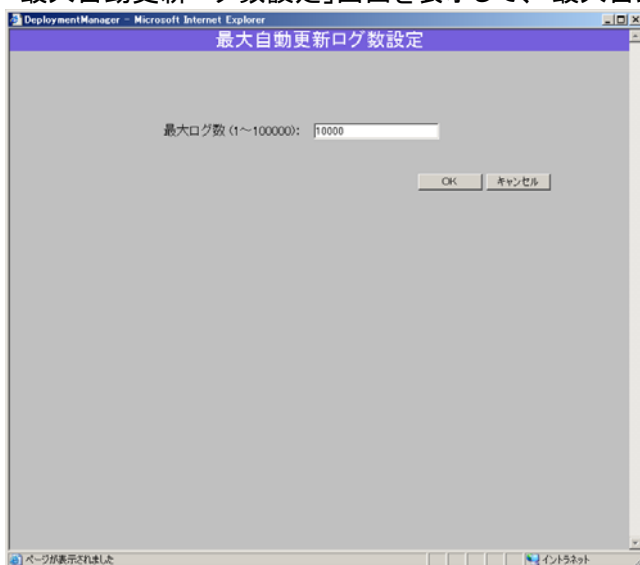 DeploymentManager - Microsoft Internet Explorer
最大自動更新ログ数設定
最大ログ数 (1～100000): 10000
OK キャンセル
ページが表示されました イントラネット